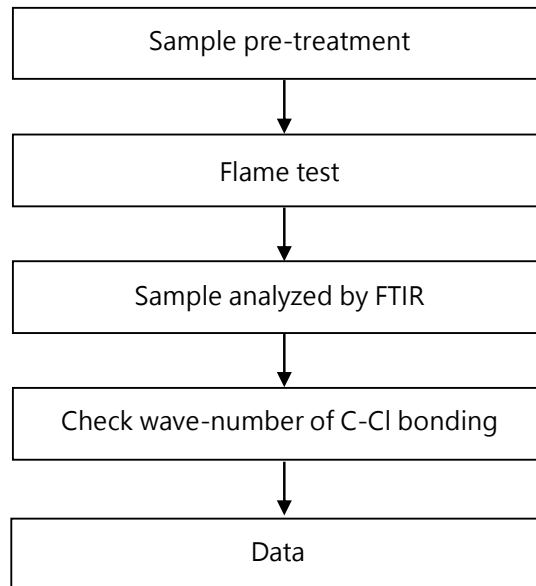 Sample pre-treatment
Flame test
Sample analyzed by FTIR
Check wave-number of C-Cl bonding
Data